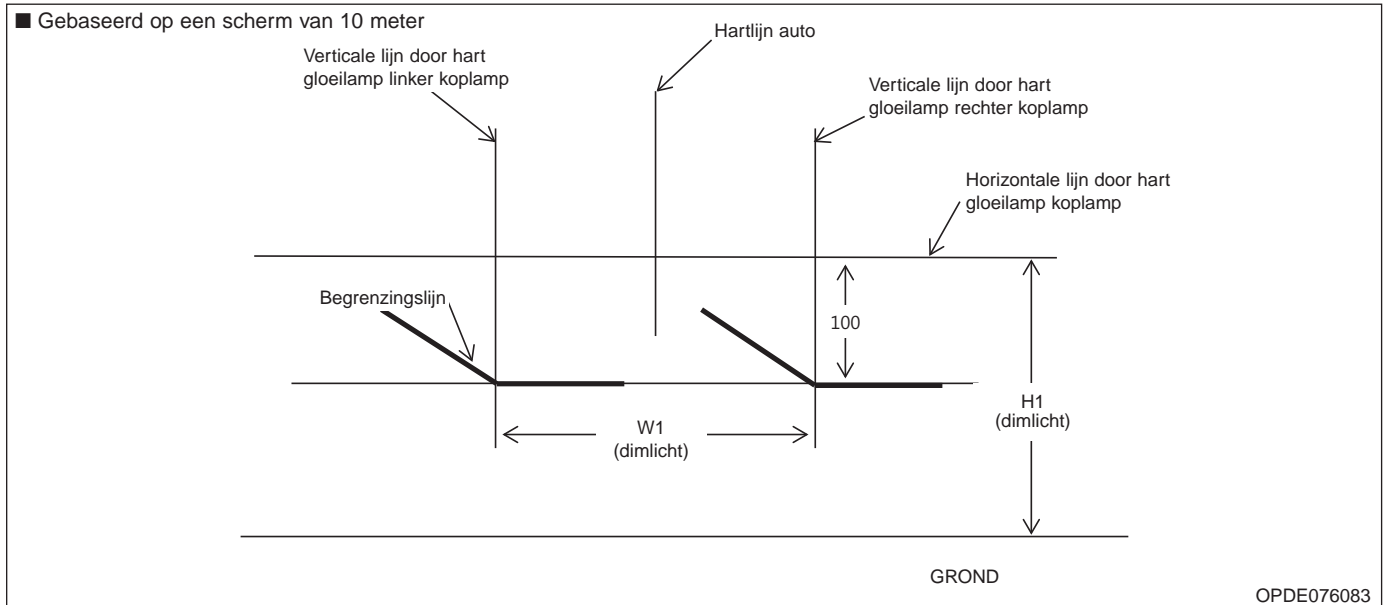 ■ Gebaseerd op een scherm van 10 meter
Hartlijn auto
Verticale lijn door hart
gloeilamp linker koplamp
Verticale lijn door hart
gloeilamp rechter koplamp
Horizontale lijn door hart
gloeilamp koplamp
Begrenzingslijn
100
H1
(dimlicht)
W1
(dimlicht)
GROND
OPDE076083